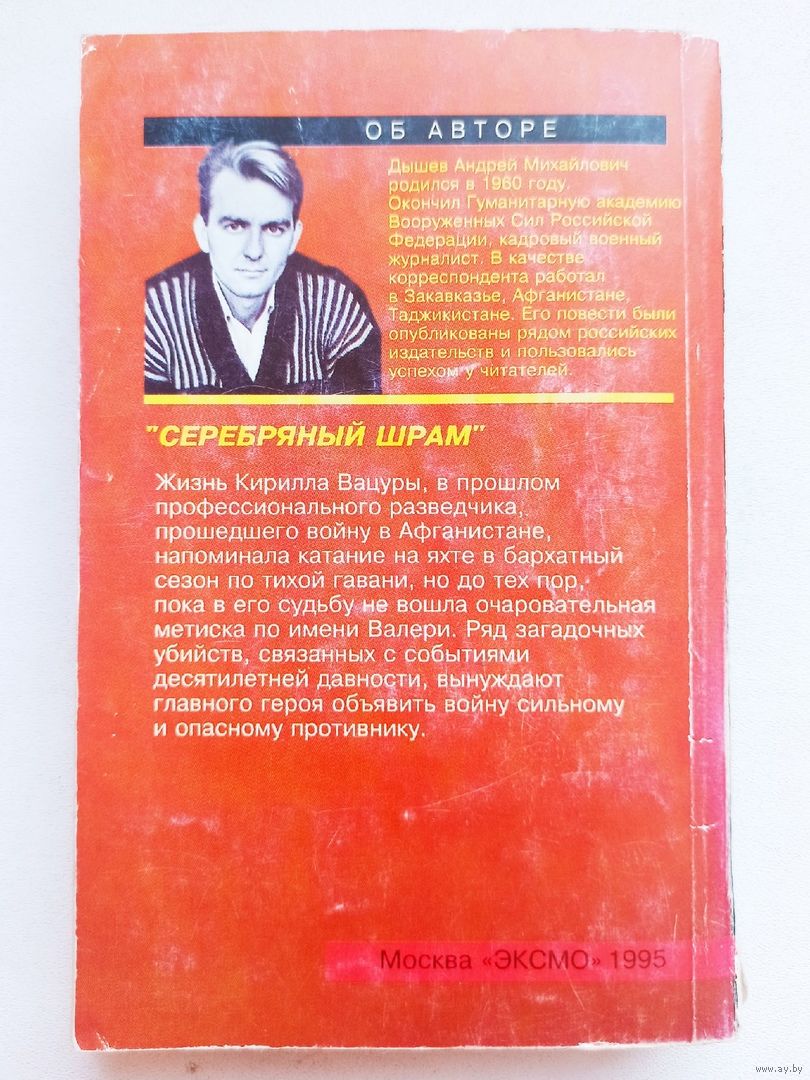 ОБ АВТОРЕ
Дышев Андрей Михайлович
родился в 1960 году.
Окончил Гуманитарную академию
Вооруженных Сил Российской
Федерации, кадровый военный
журналист. В качестве
корреспондента работал
в Закавказье, Афганистане,
Таджикистане. Его повести были
опубликованы рядом российских
издательств и пользовались
успехом у читателей.
"СЕРЕБРЯНЫЙ ШРАМ"
Жизнь Кирилла Вацуры, в прошлом
профессионального разведчика,
прошедшего войну в Афганистане,
напоминала катание на яхте в бархатный
сезон по тихой гавани, но до тех пор,
пока в его судьбу не вошла очаровательная
метиска по имени Валери. Ряд загадочных
убийств, связанных с событиями
десятилетней давности, вынуждают
главного героя объявить войну сильному
и опасному противнику.
Москва «ЭКСМО» 1995
www.ay.by